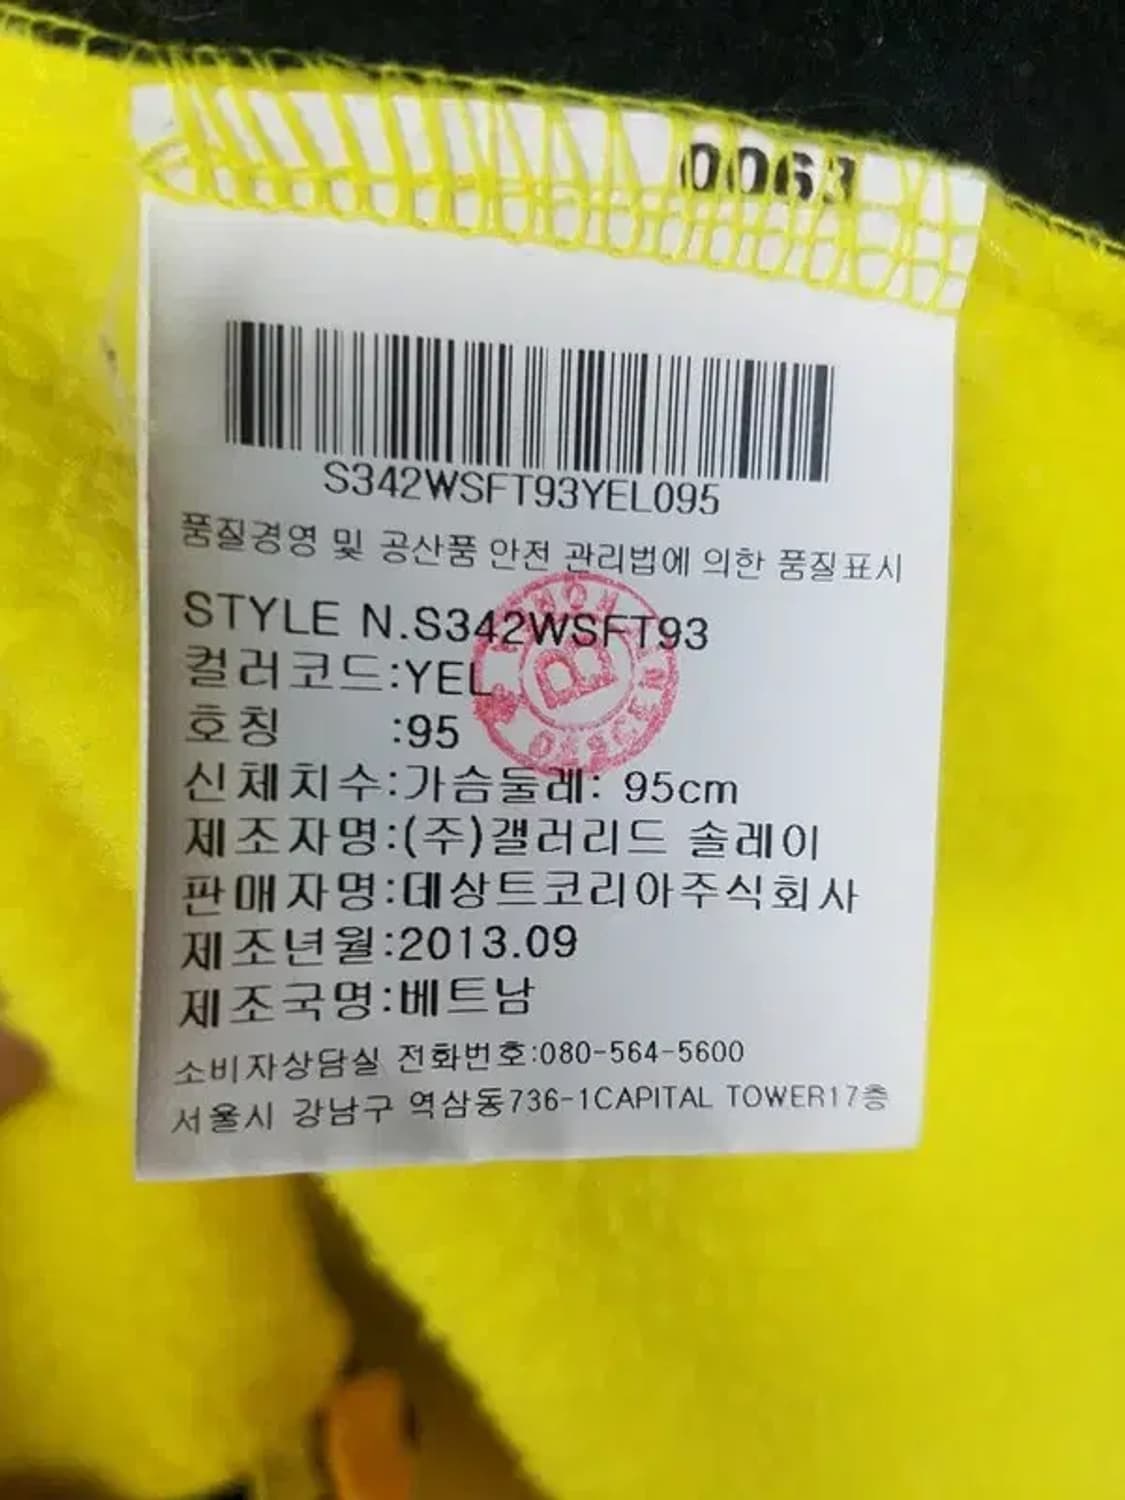 0063
S342WSFT93YEL095
품질경영 및 공산품 안전 관리법에 의한 품질표시
STYLE N.S342WSFT93
컬러코드:YEL
호칭 :95
신체치수:가슴둘레: 95cm
제조자명:(주)갤러리드 솔레이
판매자명:데상트코리아주식회사
제조년월:2013.09
제조국명:베트남
소비자상담실 전화번호:080-564-5600
서울시 강남구 역삼동736-1CAPITAL TOWER17층